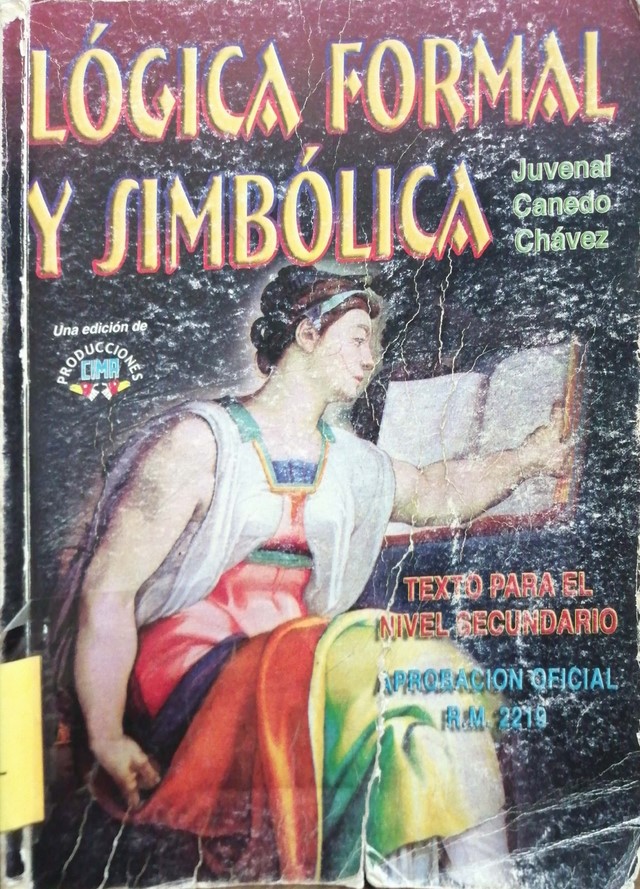 LÓGICA FORMAL
Y SIMBÓLICA
Juvenal
Canedo
Chávez
Una edición de
PRODUCCIONES
CIMA
TEXTO PARA EL
NIVEL SECUNDARIO
APROBACION OFICIAL
R.M. 2219